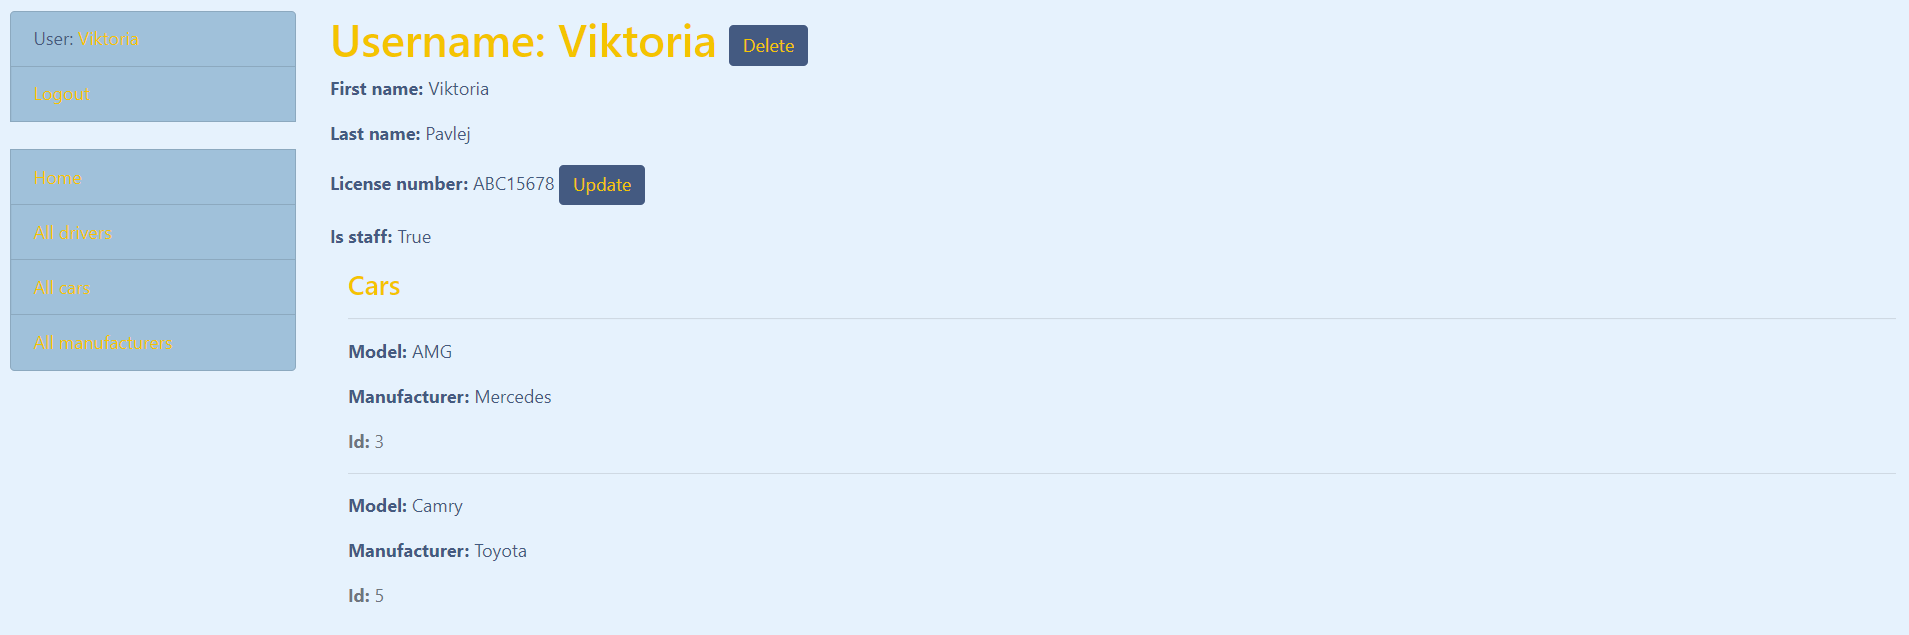 User: Viktoria
Logout
Home
All drivers
All cars
All manufacturers
Username: Viktoria Delete
First name: Viktoria
Last name: Pavlej
License number: ABC15678 Update
Is staff: True
Cars
Model: AMG
Manufacturer: Mercedes
Id: 3
Model: Camry
Manufacturer: Toyota
Id: 5